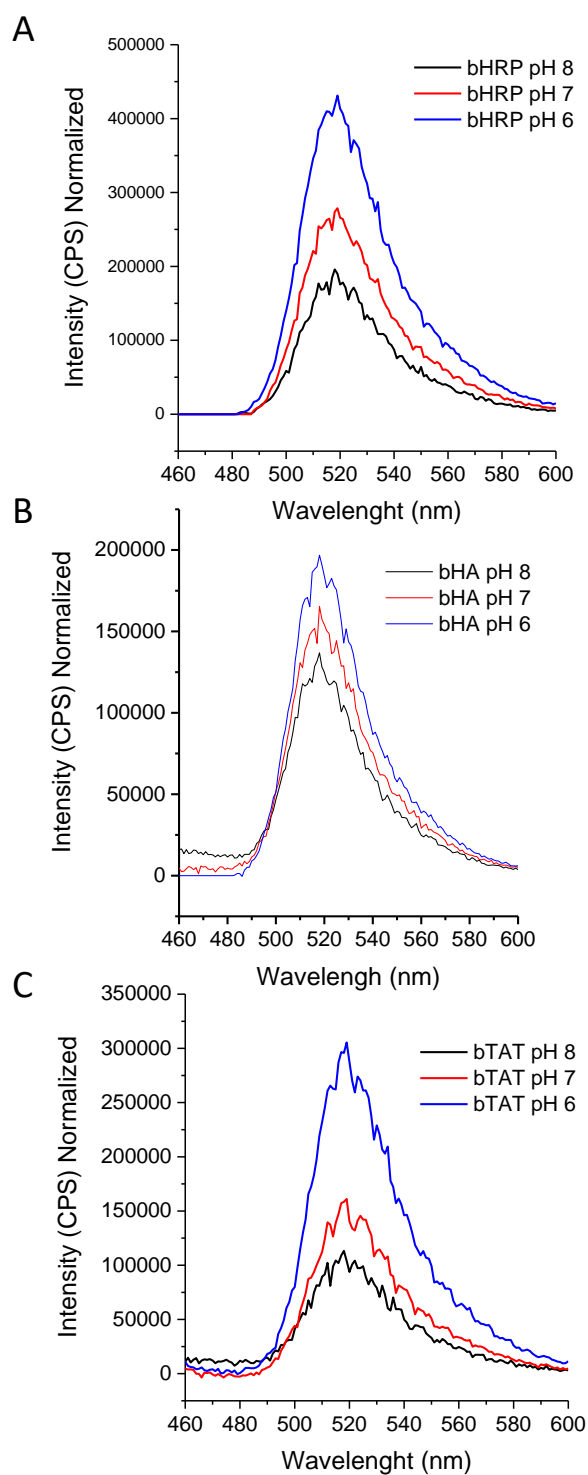 A
500000
400000
300000
200000
100000
0
Intensity (CPS) Normalized
bHRP pH 8
bHRP pH 7
bHRP pH 6
460 480 500 520 540 560 580 600
Wavelenght (nm)
B
200000
150000
100000
50000
0
Intensity (CPS) Normalized
bHA pH 8
bHA pH 7
bHA pH 6
460 480 500 520 540 560 580 600
Wavelengh (nm)
C
350000
300000
250000
200000
150000
100000
50000
0
Intensity (CPS) Normalized
bTAT pH 8
bTAT pH 7
bTAT pH 6
460 480 500 520 540 560 580 600
Wavelenght (nm)